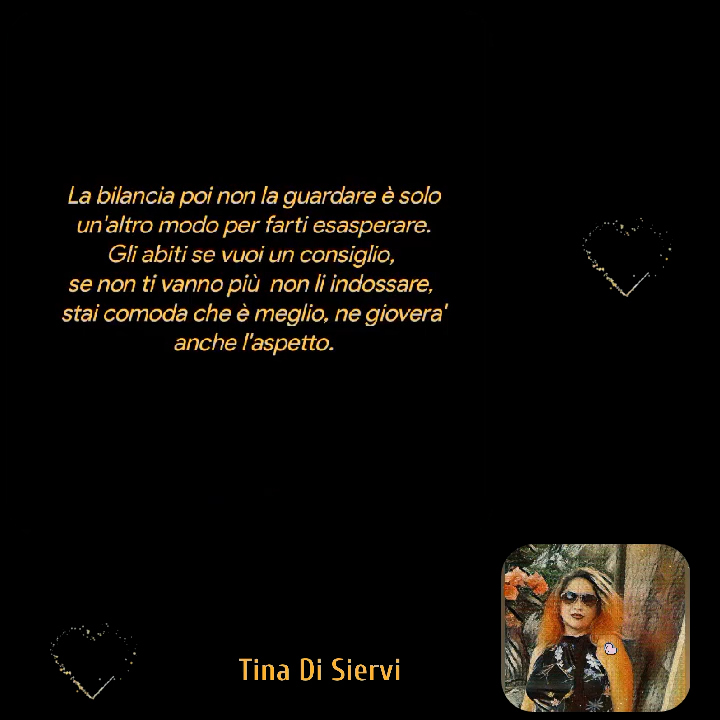 La bilancia poi non la guardare è solo
un'altro modo per farti esasperare.
Gli abiti se vuoi un consiglio,
se non ti vanno più  non li indossare,
stai comoda che è meglio, ne giovera'
anche l'aspetto.
Tina Di Siervi